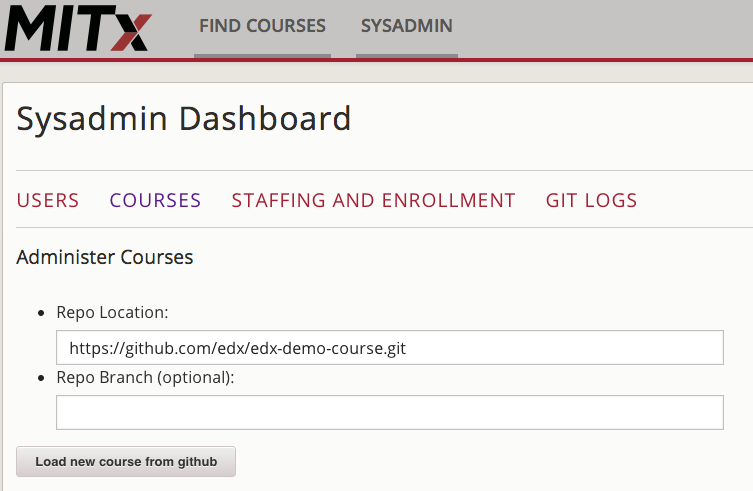 MITx FIND COURSES SYSADMIN
Sysadmin Dashboard
USERS COURSES STAFFING AND ENROLLMENT GIT LOGS
Administer Courses
• Repo Location:
https://github.com/edx/edx-demo-course.git
• Repo Branch (optional):
Load new course from github